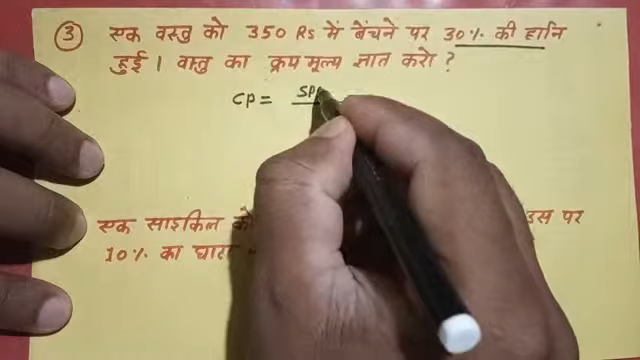 ③ एक वस्तु को 350 Rs में बेंचने पर 30% की हानि
हुई । वस्तु का क्रय मूल्य ज्ञात करो ?
CP = SP
एक साइकिल को उस पर
10% का घाटा